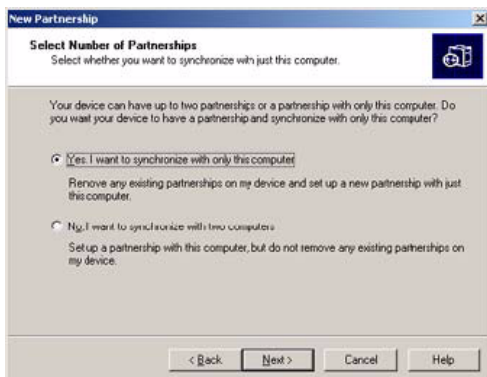 New Partnership
Select Number of Partnerships
Select whether you want to synchronize with just this computer.
Your device can have up to two partnerships or a partnership with only this computer. Do
you want your device to have a partnership and synchronize with only this computer?
Yes, I want to synchronize with only this computer
Remove any existing partnerships on my device and set up a new partnership with just
this computer.
No, I want to synchronize with two computers
Set up a partnership with this computer, but do not remove any existing partnerships on
my device.
< Back Next > Cancel Help